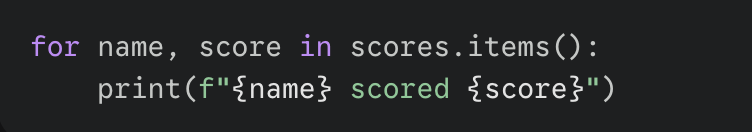 for name, score in scores.items():
    print(f"{name} scored {score}")